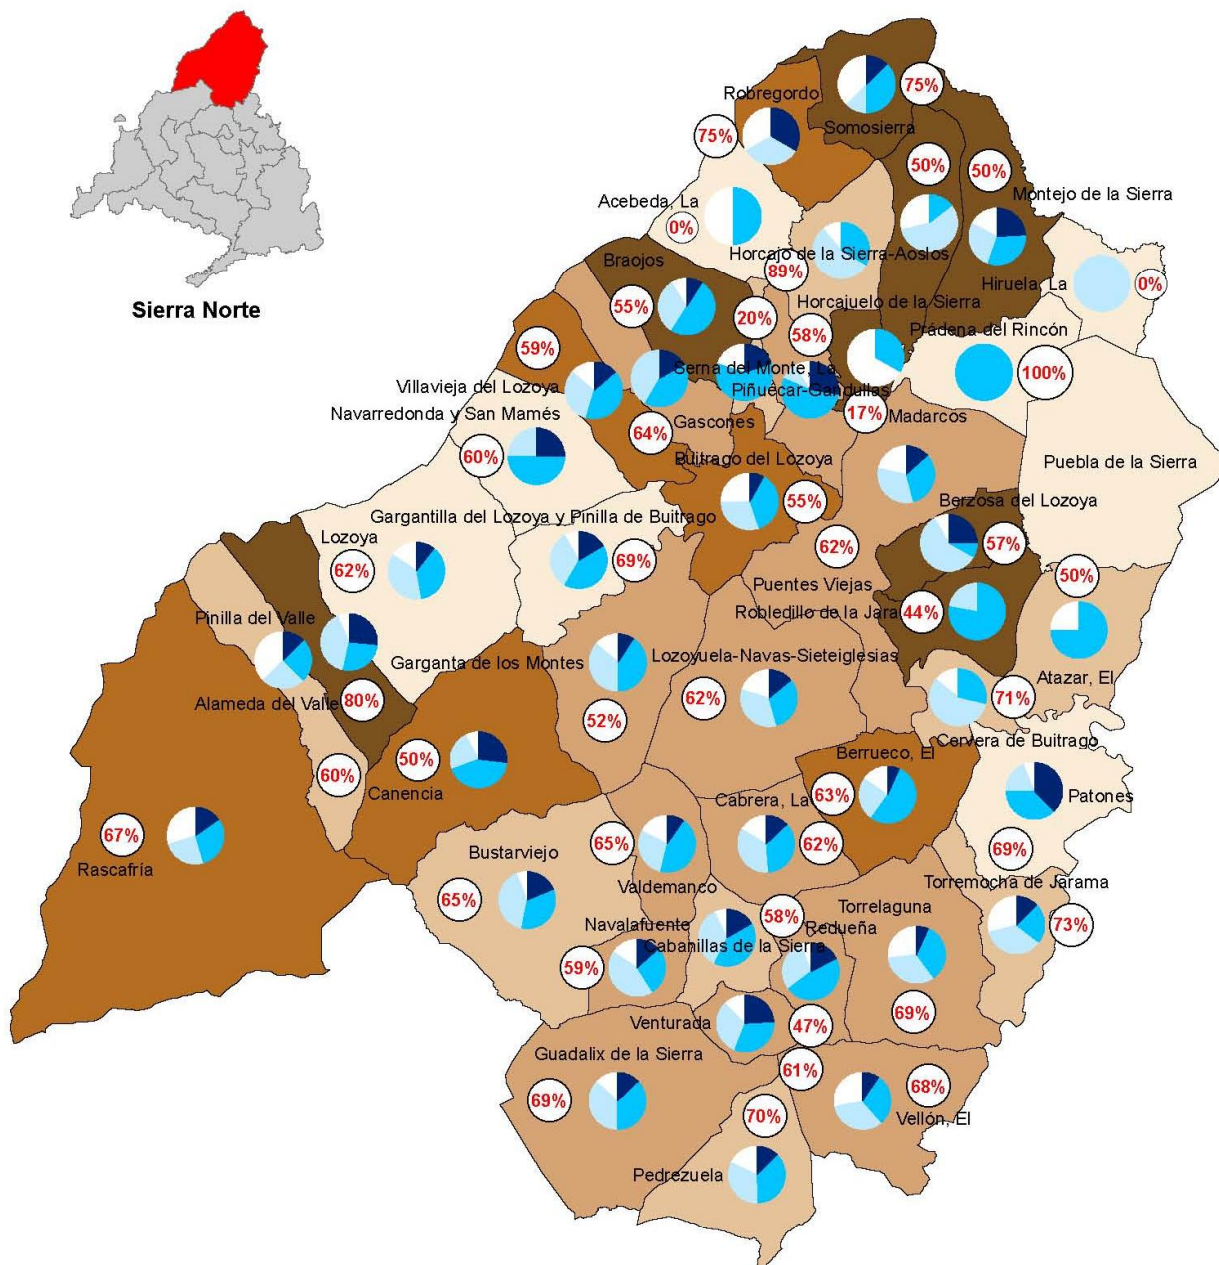 Sierra Norte
Robregordo
75%
Somosierra
75%
50%
50%
Montejo de la Sierra
Acebeda, La
0%
Horcajo de la Sierra-Aoslos
89%
Hiruela, La
0%
Braojos
55%
20%
Horcajuelo de la Sierra
58%
Prádena del Rincón
100%
59%
Serna del Monte, La
Piñuécar-Gandullas
Villavieja del Lozoya
Navarredonda y San Mamés
17%
Madarcos
Gascones
64%
60%
Buitrago del Lozoya
Puebla de la Sierra
55%
Berzosa del Lozoya
Gargantilla del Lozoya y Pinilla de Buitrago
Lozoya
62%
69%
62%
57%
Puentes Viejas
50%
Robledillo de la Jara
44%
Pinilla del Valle
Garganta de los Montes
Lozoyuela-Navas-Sieteiglesias
62%
Atazar, El
71%
Alameda del Valle
80%
52%
Cervera de Buitrago
Berrueco, El
50%
60%
Canencia
63%
Patones
Cabrera, La
67%
Rascafría
65%
62%
69%
Bustarviejo
Valdemanco
Torremocha de Jarama
65%
58%
Torrelaguna
Navalafuente
Redueña
73%
Cabanillas de la Sierra
59%
69%
Venturada
47%
Guadalix de la Sierra
61%
68%
69%
70%
Vellón, El
Pedrezuela